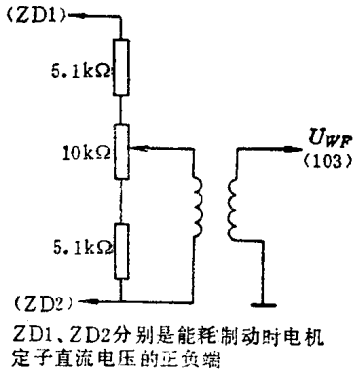 (ZD1)
5.1kΩ
10kΩ
U_WF
(103)
5.1kΩ
(ZD2)
ZD1、ZD2分别是能耗制动时电机
定子直流电压的正负端